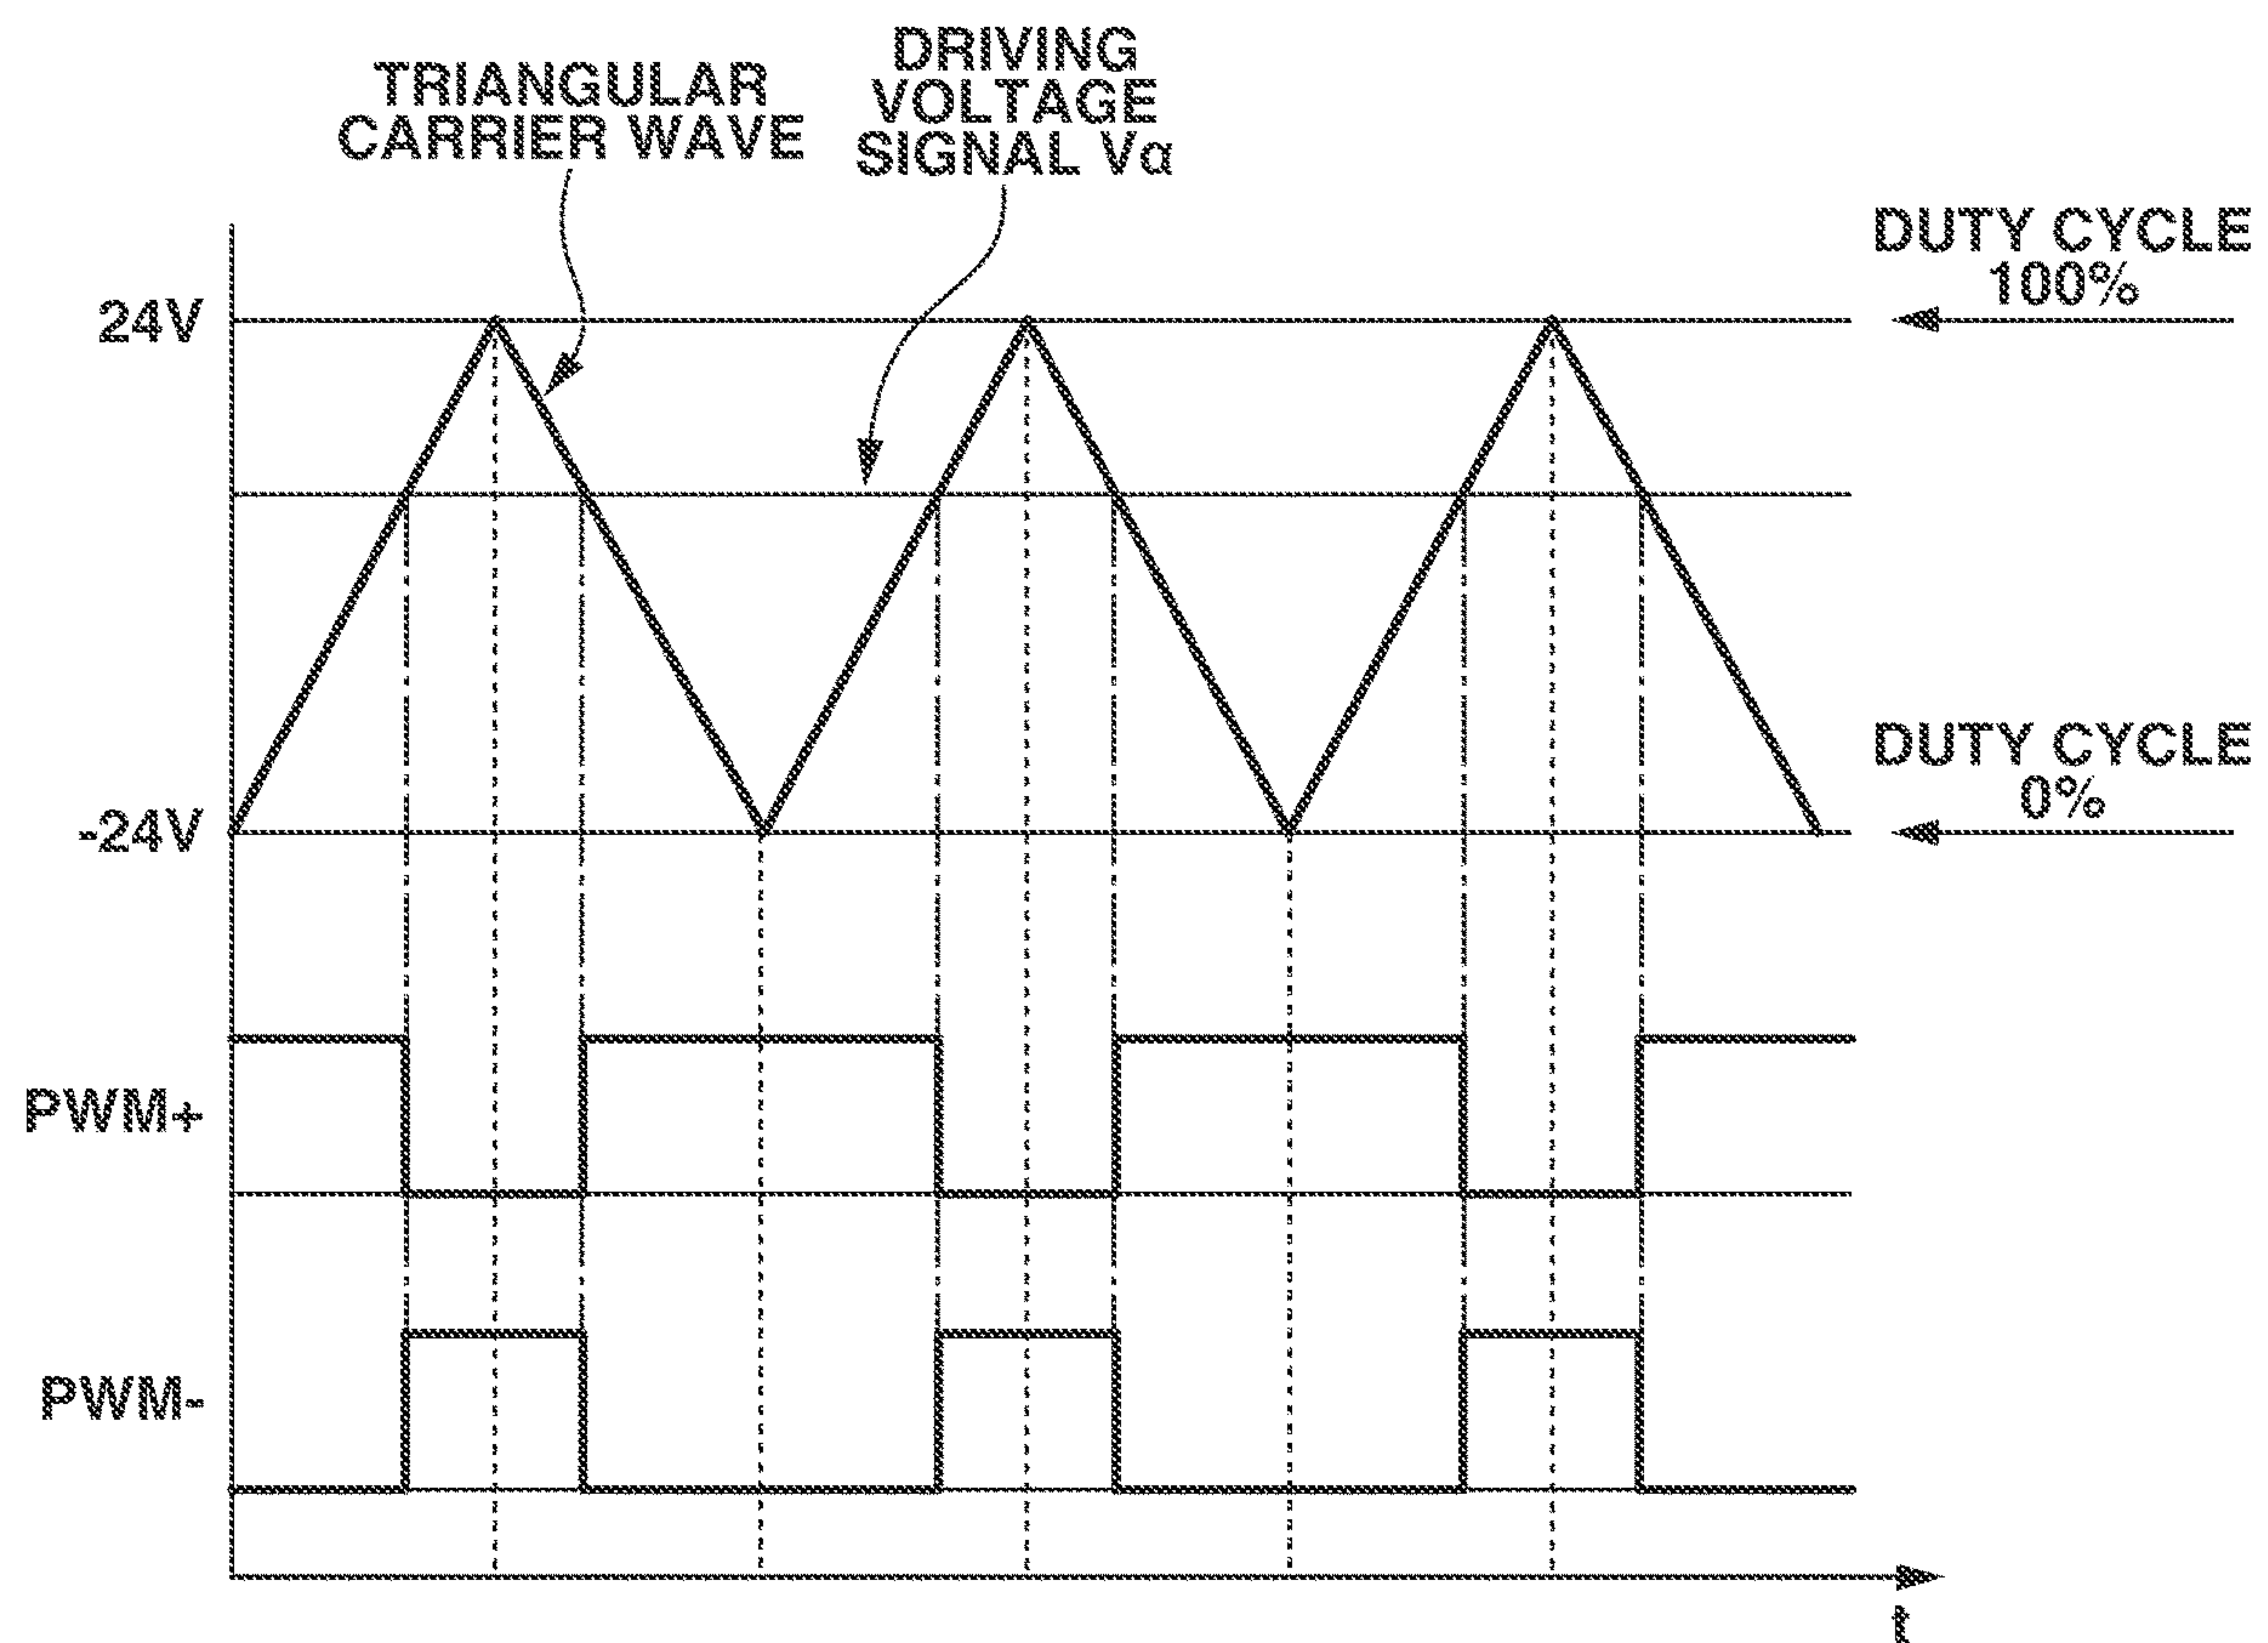 TRIANGULAR
CARRIER WAVE
DRIVING
VOLTAGE
SIGNAL Vα
DUTY CYCLE
100%
24V
DUTY CYCLE
0%
-24V
PWM+
PWM-
t